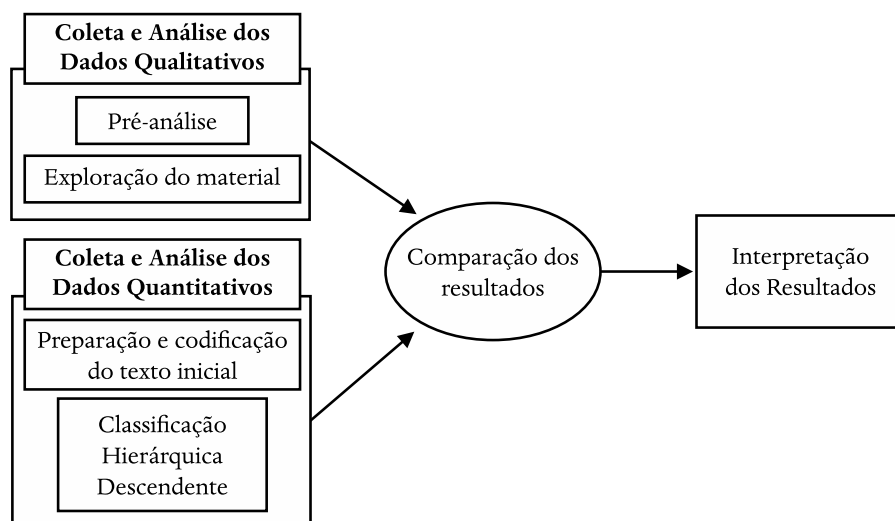 Coleta e Análise dos
Dados Qualitativos
Pré-análise
Exploração do material
Coleta e Análise dos
Dados Quantitativos
Preparação e codificação
do texto inicial
Classificação
Hierárquica
Descendente
Comparação dos
resultados
Interpretação
dos Resultados